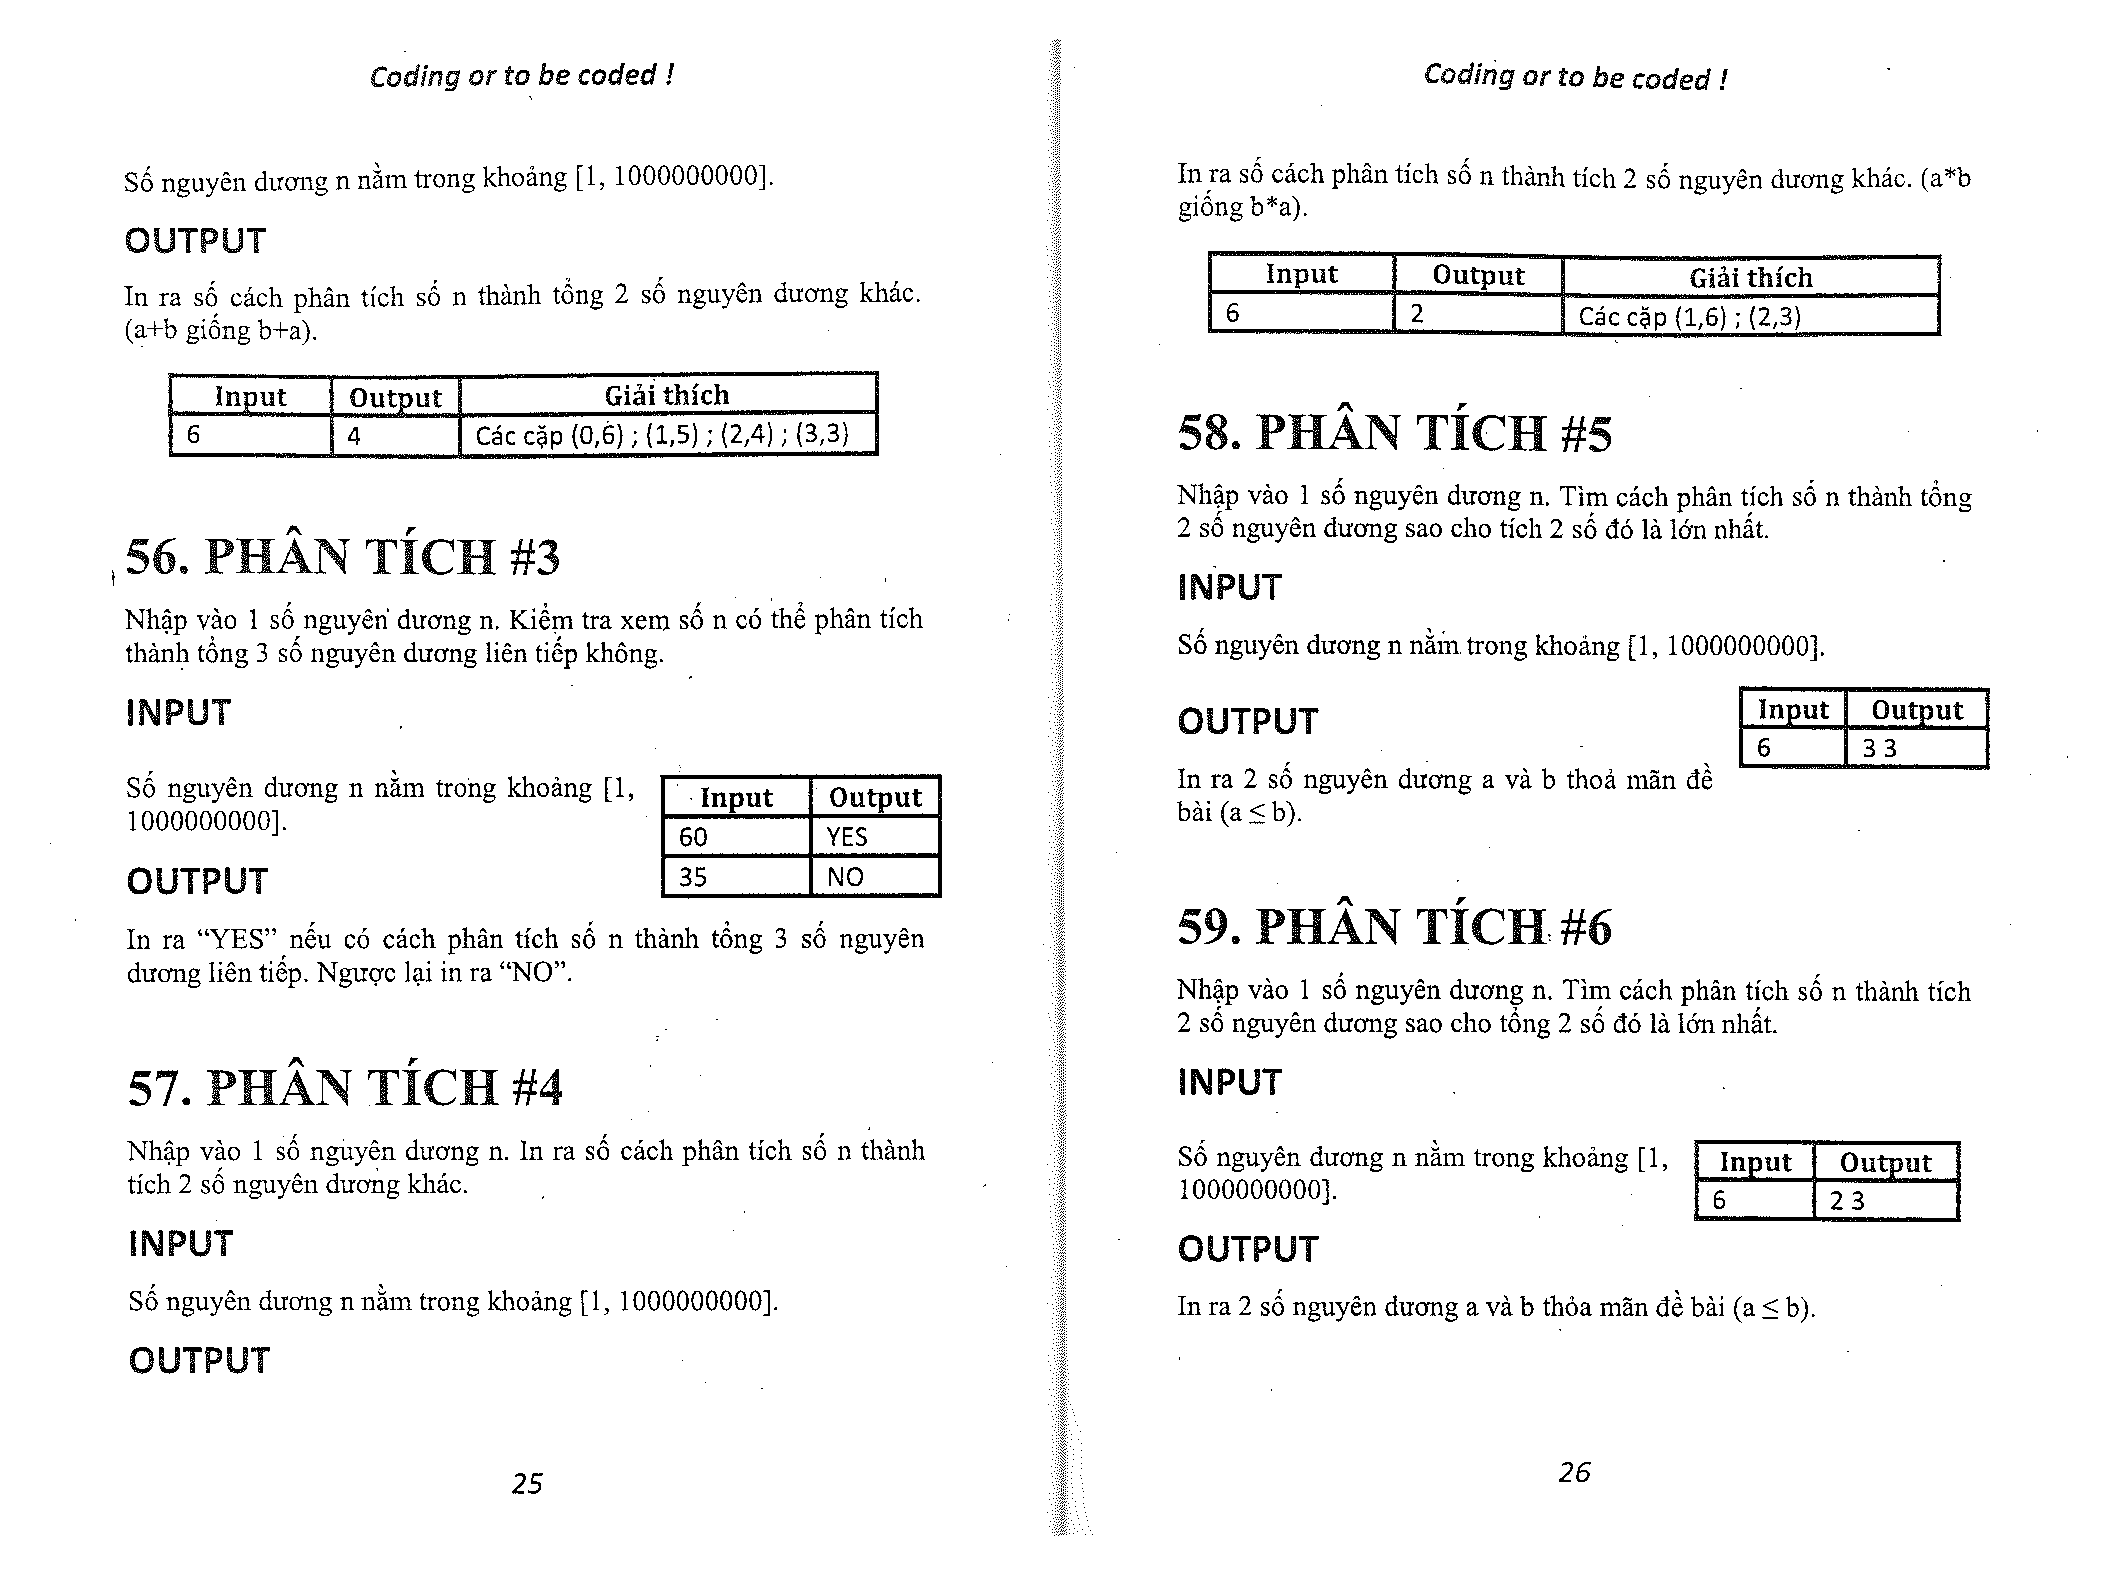 Coding or to be coded !
Số nguyên dương n nằm trong khoảng [1, 1000000000].
OUTPUT
In ra số cách phân tích số n thành tổng 2 số nguyên dương khác.
(a+b giống b+a).
Input Output Giải thích
6 4 Các cặp (0,6) ; (1,5) ; (2,4) ; (3,3)
56. PHÂN TÍCH #3
Nhập vào 1 số nguyên dương n. Kiểm tra xem số n có thể phân tích
thành tổng 3 số nguyên dương liên tiếp không.
INPUT
Số nguyên dương n nằm trong khoảng [1,
1000000000].
Input Output
60 YES
35 NO
OUTPUT
In ra “YES” nếu có cách phân tích số n thành tổng 3 số nguyên
dương liên tiếp. Ngược lại in ra “NO”.
57. PHÂN TÍCH #4
Nhập vào 1 số nguyên dương n. In ra số cách phân tích số n thành
tích 2 số nguyên dương khác.
INPUT
Số nguyên dương n nằm trong khoảng [1, 1000000000].
OUTPUT
25
Coding or to be coded !
In ra số cách phân tích số n thành tích 2 số nguyên dương khác. (a*b
giống b*a).
Input Output Giải thích
6 2 Các cặp (1,6) ; (2,3)
58. PHÂN TÍCH #5
Nhập vào 1 số nguyên dương n. Tìm cách phân tích số n thành tổng
2 số nguyên dương sao cho tích 2 số đó là lớn nhất.
INPUT
Số nguyên dương n nằm trong khoảng [1, 1000000000].
OUTPUT
Input Output
6 3 3
In ra 2 số nguyên dương a và b thoả mãn đề
bài (a ≤ b).
59. PHÂN TÍCH #6
Nhập vào 1 số nguyên dương n. Tìm cách phân tích số n thành tích
2 số nguyên dương sao cho tổng 2 số đó là lớn nhất.
INPUT
Số nguyên dương n nằm trong khoảng [1,
1000000000].
Input Output
6 2 3
OUTPUT
In ra 2 số nguyên dương a và b thỏa mãn đề bài (a ≤ b).
26